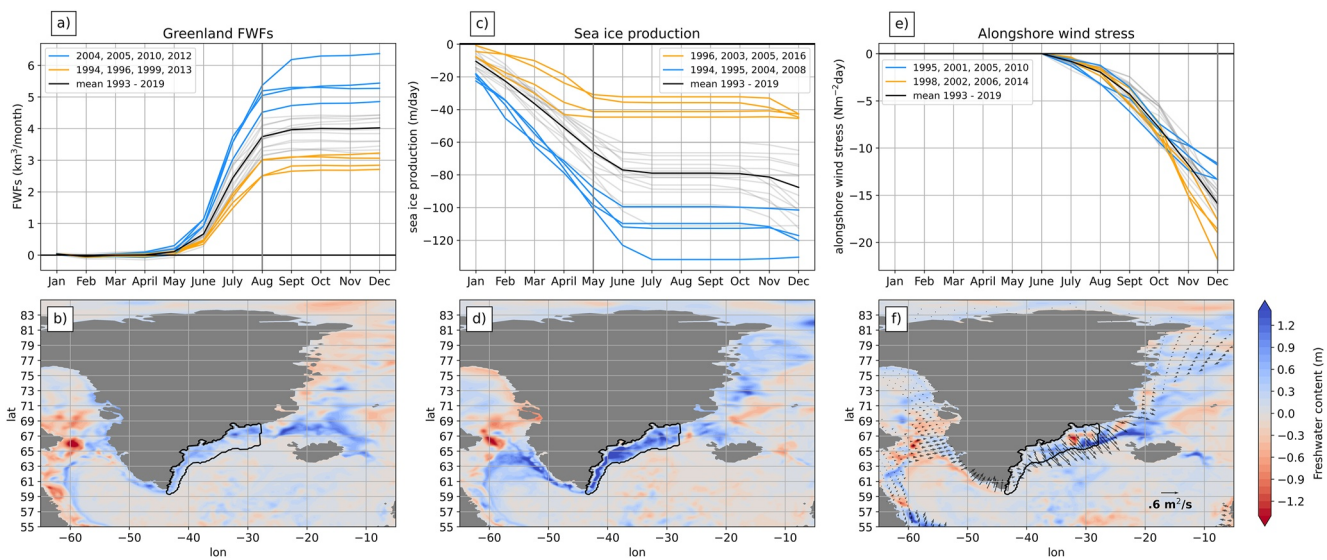 a)
Greenland FWFs
2004, 2005, 2010, 2012
1994, 1996, 1999, 2013
mean 1993 - 2019
FWFs (km³/month)
6
5
4
3
2
1
0
Jan Feb March April May June July Aug Sept Oct Nov Dec
c)
Sea ice production
1996, 2003, 2005, 2016
1994, 1995, 2004, 2008
mean 1993 - 2019
sea ice production (m/day)
0
−20
−40
−60
−80
−100
−120
Jan Feb March April May June July Aug Sept Oct Nov Dec
e)
Alongshore wind stress
1995, 2001, 2005, 2010
1998, 2002, 2006, 2014
mean 1993 - 2019
alongshore wind stress (Nm⁻²day)
0
−5
−10
−15
−20
Jan Feb March April May June July Aug Sept Oct Nov Dec
b)
lat
83
81
79
77
75
73
71
69
67
65
63
61
59
57
55
−60 −50 −40 −30 −20 −10
lon
d)
lat
83
81
79
77
75
73
71
69
67
65
63
61
59
57
55
−60 −50 −40 −30 −20 −10
lon
f)
lat
83
81
79
77
75
73
71
69
67
65
63
61
59
57
55
.6 m²/s
−60 −50 −40 −30 −20 −10
lon
1.2
0.9
0.6
0.3
0.0
−0.3
−0.6
−0.9
−1.2
Freshwater content (m)